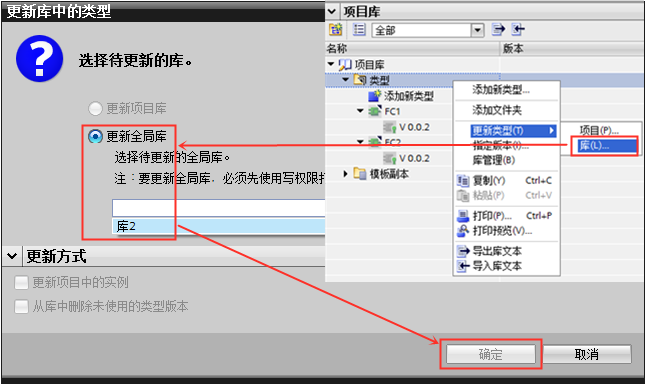 更新库中的类型
选择待更新的库。
更新项目库
更新全局库
选择待更新的全局库。
注：要更新全局库，必须先使用写权限打
库2
更新方式
更新项目中的实例
从库中删除未使用的类型版本
确定
取消
项目库
全部
名称 版本
项目库
类型
添加新类型
FC1
V 0.0.2
FC2
V 0.0.2
模板副本
添加新类型...
添加文件夹
更新类型(T)
指定版本(I)...
库管理(B)
复制(Y) Ctrl+C
粘贴(P) Ctrl+V
打印(P)... Ctrl+P
打印预览(V)...
导出库文本
导入库文本
项目(P)...
库(L)...